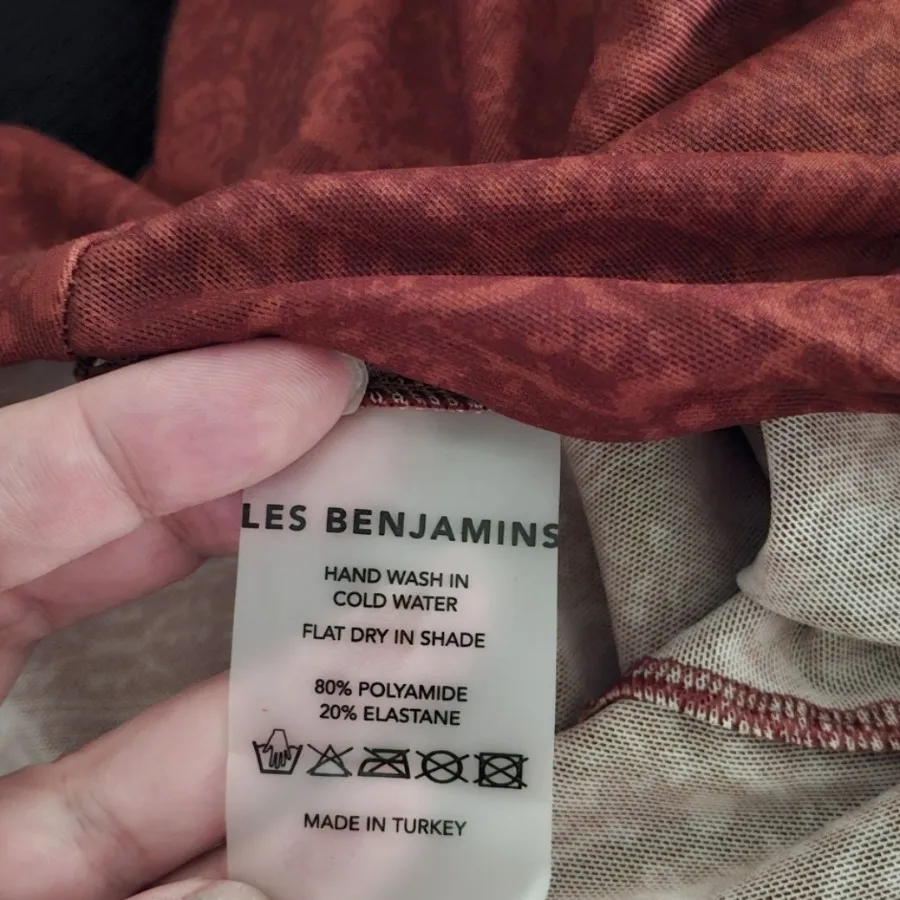 LES BENJAMINS
HAND WASH IN
COLD WATER
FLAT DRY IN SHADE
80% POLYAMIDE
20% ELASTANE
MADE IN TURKEY